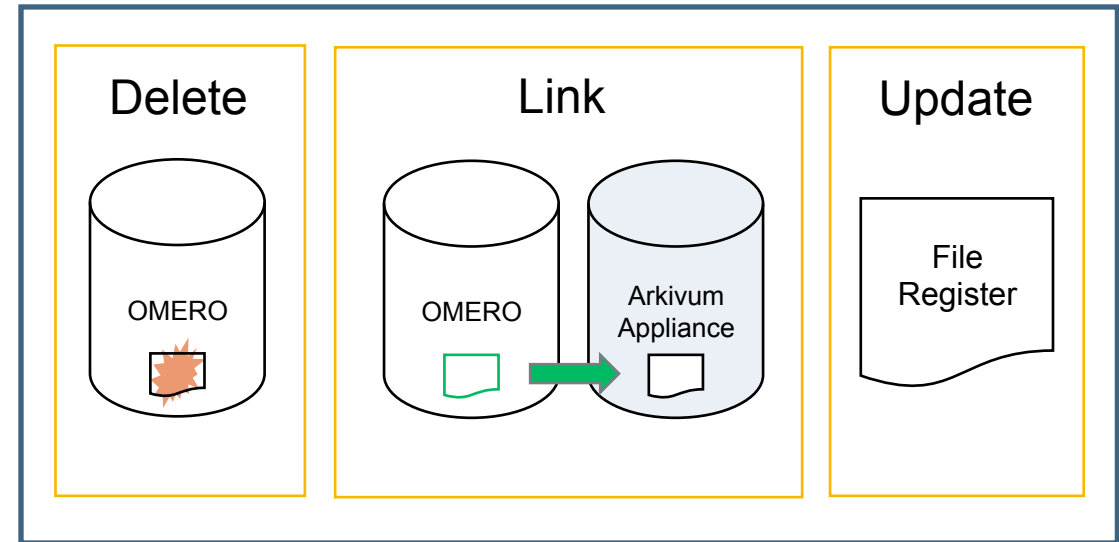 Delete
OMERO
Link
OMERO
Arkivum
Appliance
Update
File
Register